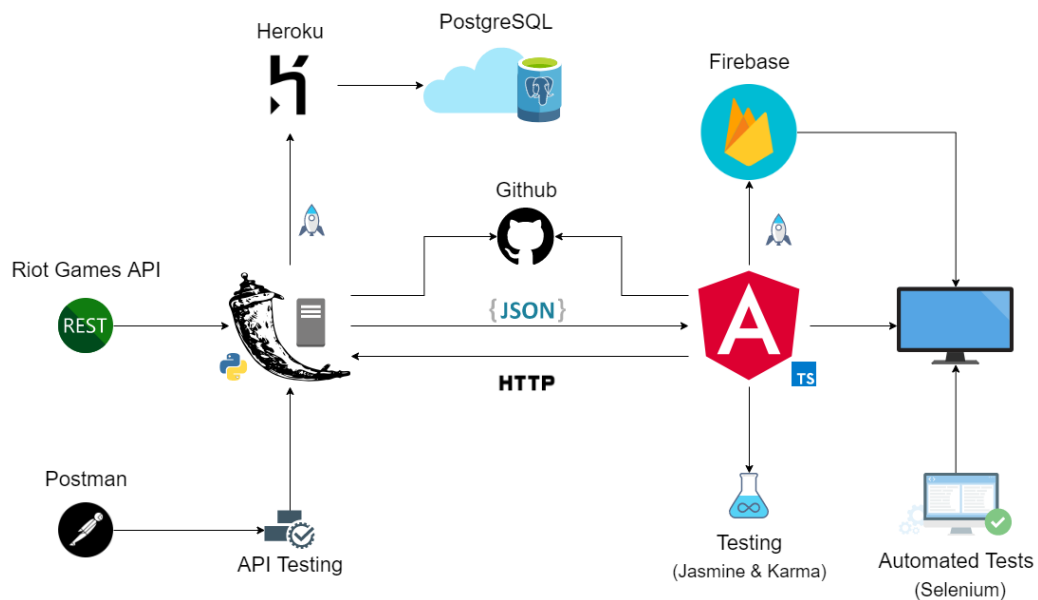 Heroku
PostgreSQL
Firebase
Github
Riot Games API
REST
{JSON}
HTTP
TS
Postman
API Testing
Testing
(Jasmine & Karma)
Automated Tests
(Selenium)